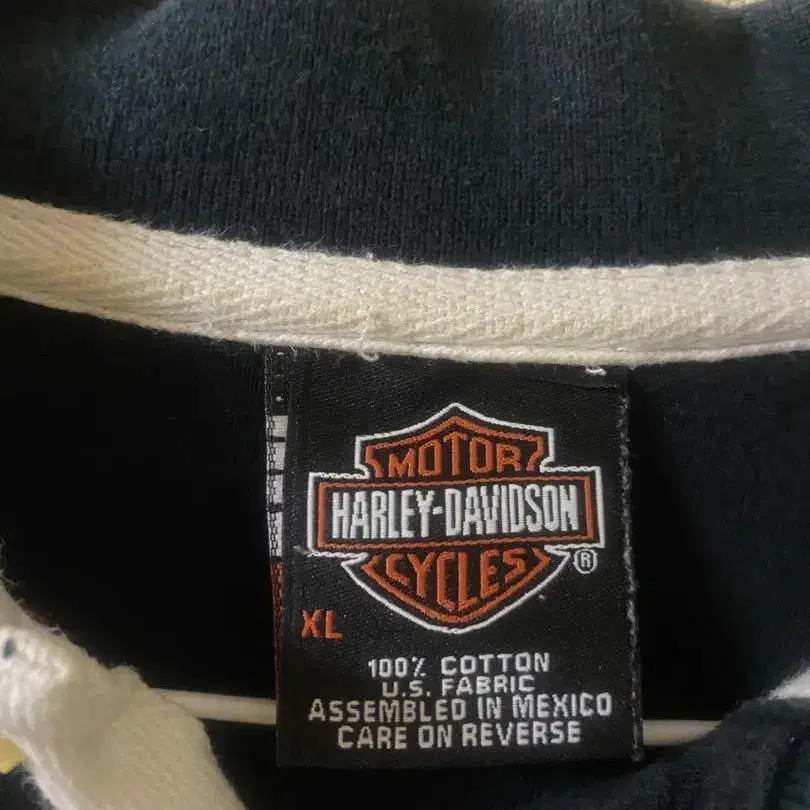 MOTOR
HARLEY-DAVIDSON
CYCLES
®
XL
100% COTTON
U.S. FABRIC
ASSEMBLED IN MEXICO
CARE ON REVERSE